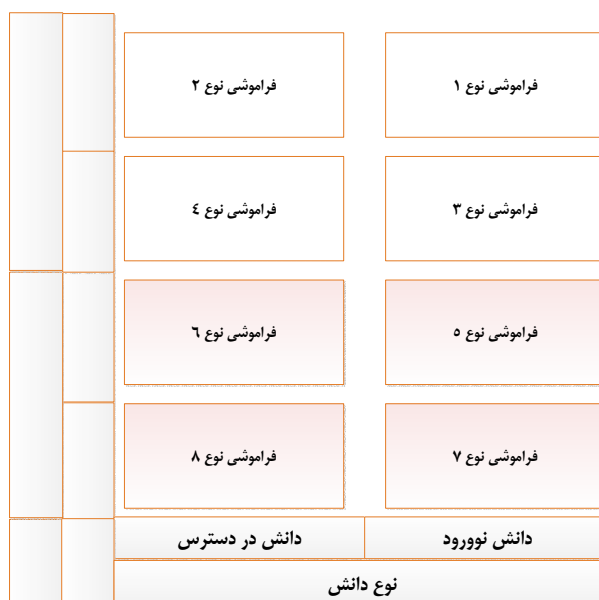 فراموشی نوع ۱
فراموشی نوع ۲
فراموشی نوع ۳
فراموشی نوع ٤
فراموشی نوع ٥
فراموشی نوع ٦
فراموشی نوع ۷
فراموشی نوع ۸
دانش نوورود
دانش در دسترس
نوع دانش